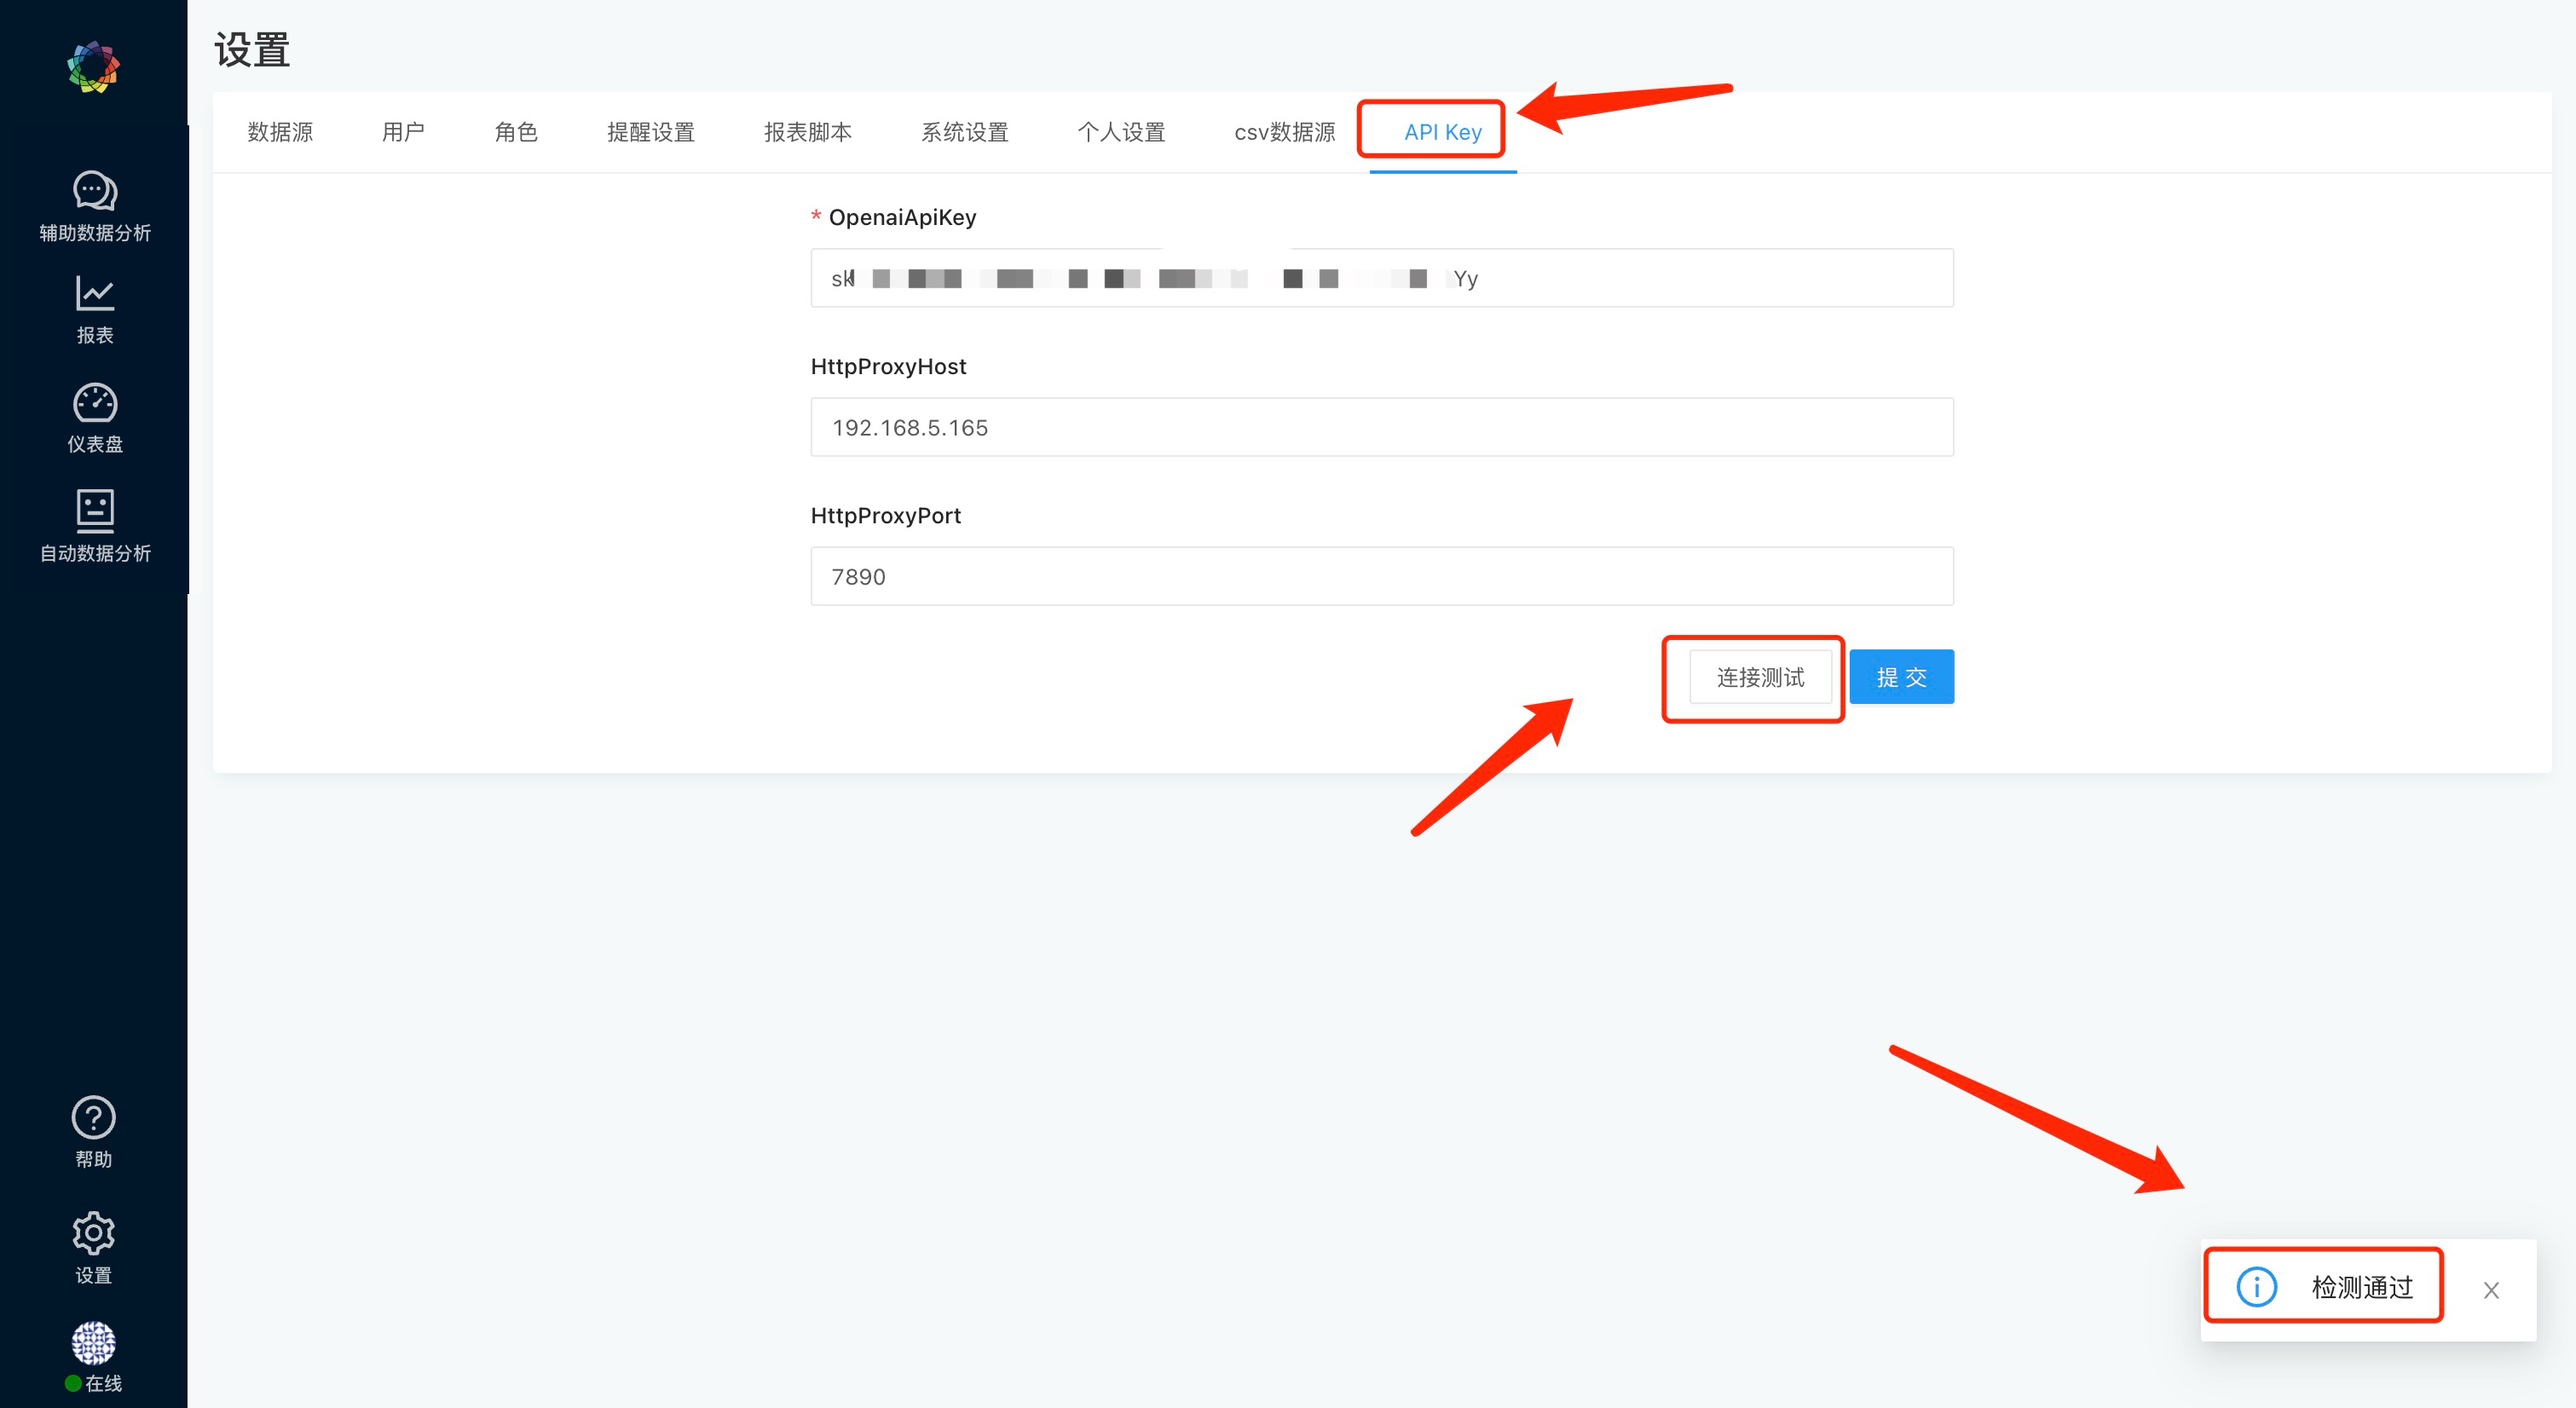 设置
数据源 用户 角色 提醒设置 报表脚本 系统设置 个人设置 csv数据源 API Key
辅助数据分析
报表
仪表盘
自动数据分析
* OpenaiApiKey
sk Yy
HttpProxyHost
192.168.5.165
HttpProxyPort
7890
连接测试 提交
检测通过
帮助
设置
在线